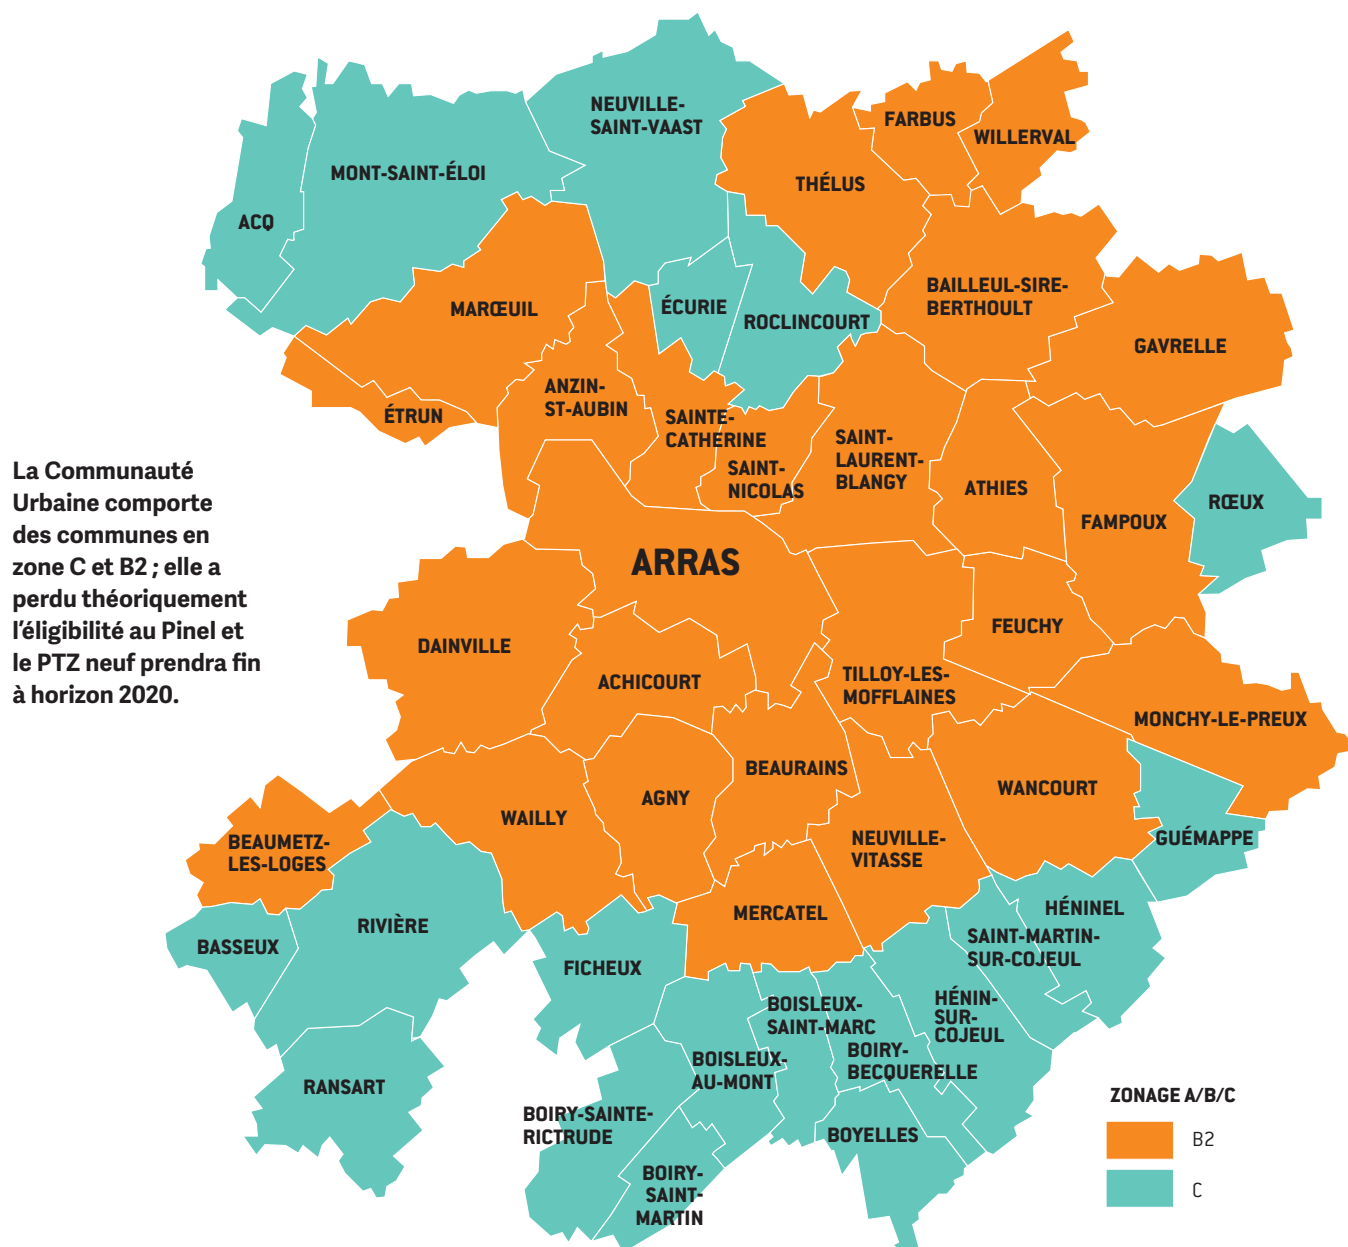 NEUVILLE-
SAINT-VAAST
FARBUS
WILLERVAL
MONT-SAINT-ÉLOI
THÉLUS
ACQ
BAILLEUL-SIRE-
BERTHOULT
MARŒUIL
ÉCURIE
ROCLINCOURT
GAVRELLE
ÉTRUN
ANZIN-
ST-AUBIN
SAINTE-
CATHERINE
SAINT-
NICOLAS
SAINT-
LAURENT-
BLANGY
ATHIES
FAMPOUX
RŒUX
La Communauté
Urbaine comporte
des communes en
zone C et B2 ; elle a
perdu théoriquement
l’éligibilité au Pinel et
le PTZ neuf prendra fin
à horizon 2020.
ARRAS
DAINVILLE
ACHICOURT
FEUCHY
TILLOY-LES-
MOFFLAINES
MONCHY-LE-PREUX
BEAURAINS
AGNY
WAILLY
WANCOURT
BEAUMETZ-
LES-LOGES
NEUVILLE-
VITASSE
GUÉMAPPE
MERCATEL
HÉNINEL
RIVIÈRE
BASSEUX
SAINT-MARTIN-
SUR-COJEUL
FICHEUX
BOISLEUX-
SAINT-MARC
HÉNIN-
SUR-
COJEUL
BOIRY-
BECQUERELLE
BOISLEUX-
AU-MONT
RANSART
BOIRY-SAINTE-
RICTRUDE
BOYELLES
BOIRY-
SAINT-
MARTIN
ZONAGE A/B/C
B2
C